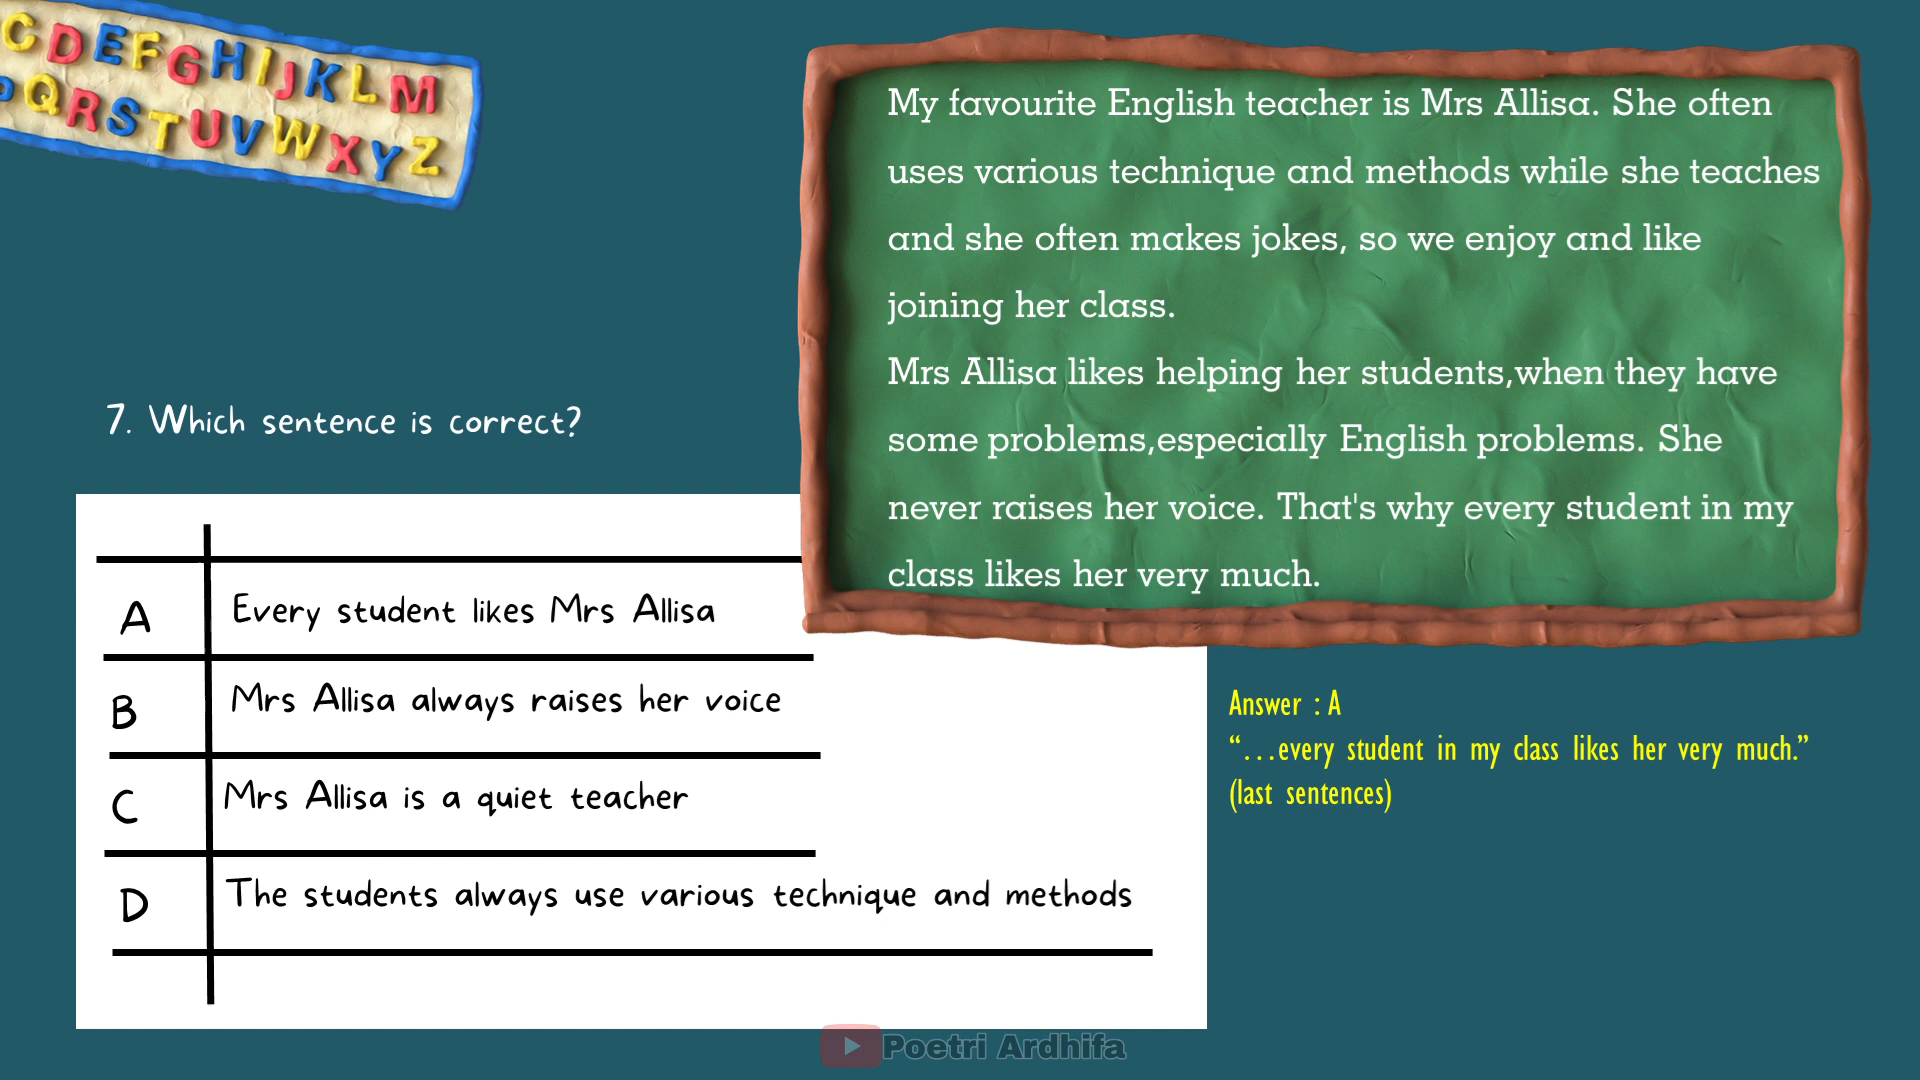 C D E F G H I J K L M
P Q R S T U V W X Y Z
My favourite English teacher is Mrs Allisa. She often
uses various technique and methods while she teaches
and she often makes jokes, so we enjoy and like
joining her class.
Mrs Allisa likes helping her students,when they have
some problems,especially English problems. She
never raises her voice. That's why every student in my
class likes her very much.
7. Which sentence is correct?
A Every student likes Mrs Allisa
B Mrs Allisa always raises her voice
C Mrs Allisa is a quiet teacher
D The students always use various technique and methods
Answer : A
“...every student in my class likes her very much.”
(last sentences)
Poetri Ardhifa